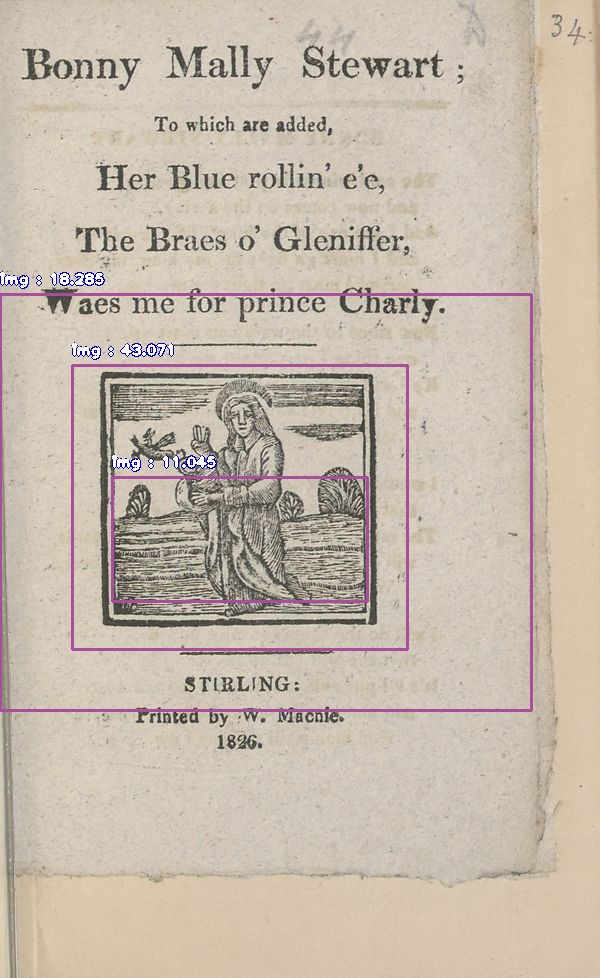 44
34.
Bonny Mally Stewart;
To which are added,
Her Blue rollin' e'e,
The Braes o' Gleniffer,
img : 18.285
Waes me for prince Charly.
img : 43.071
img : 11.045
STIRLING:
Printed by W. Macnie.
1826.